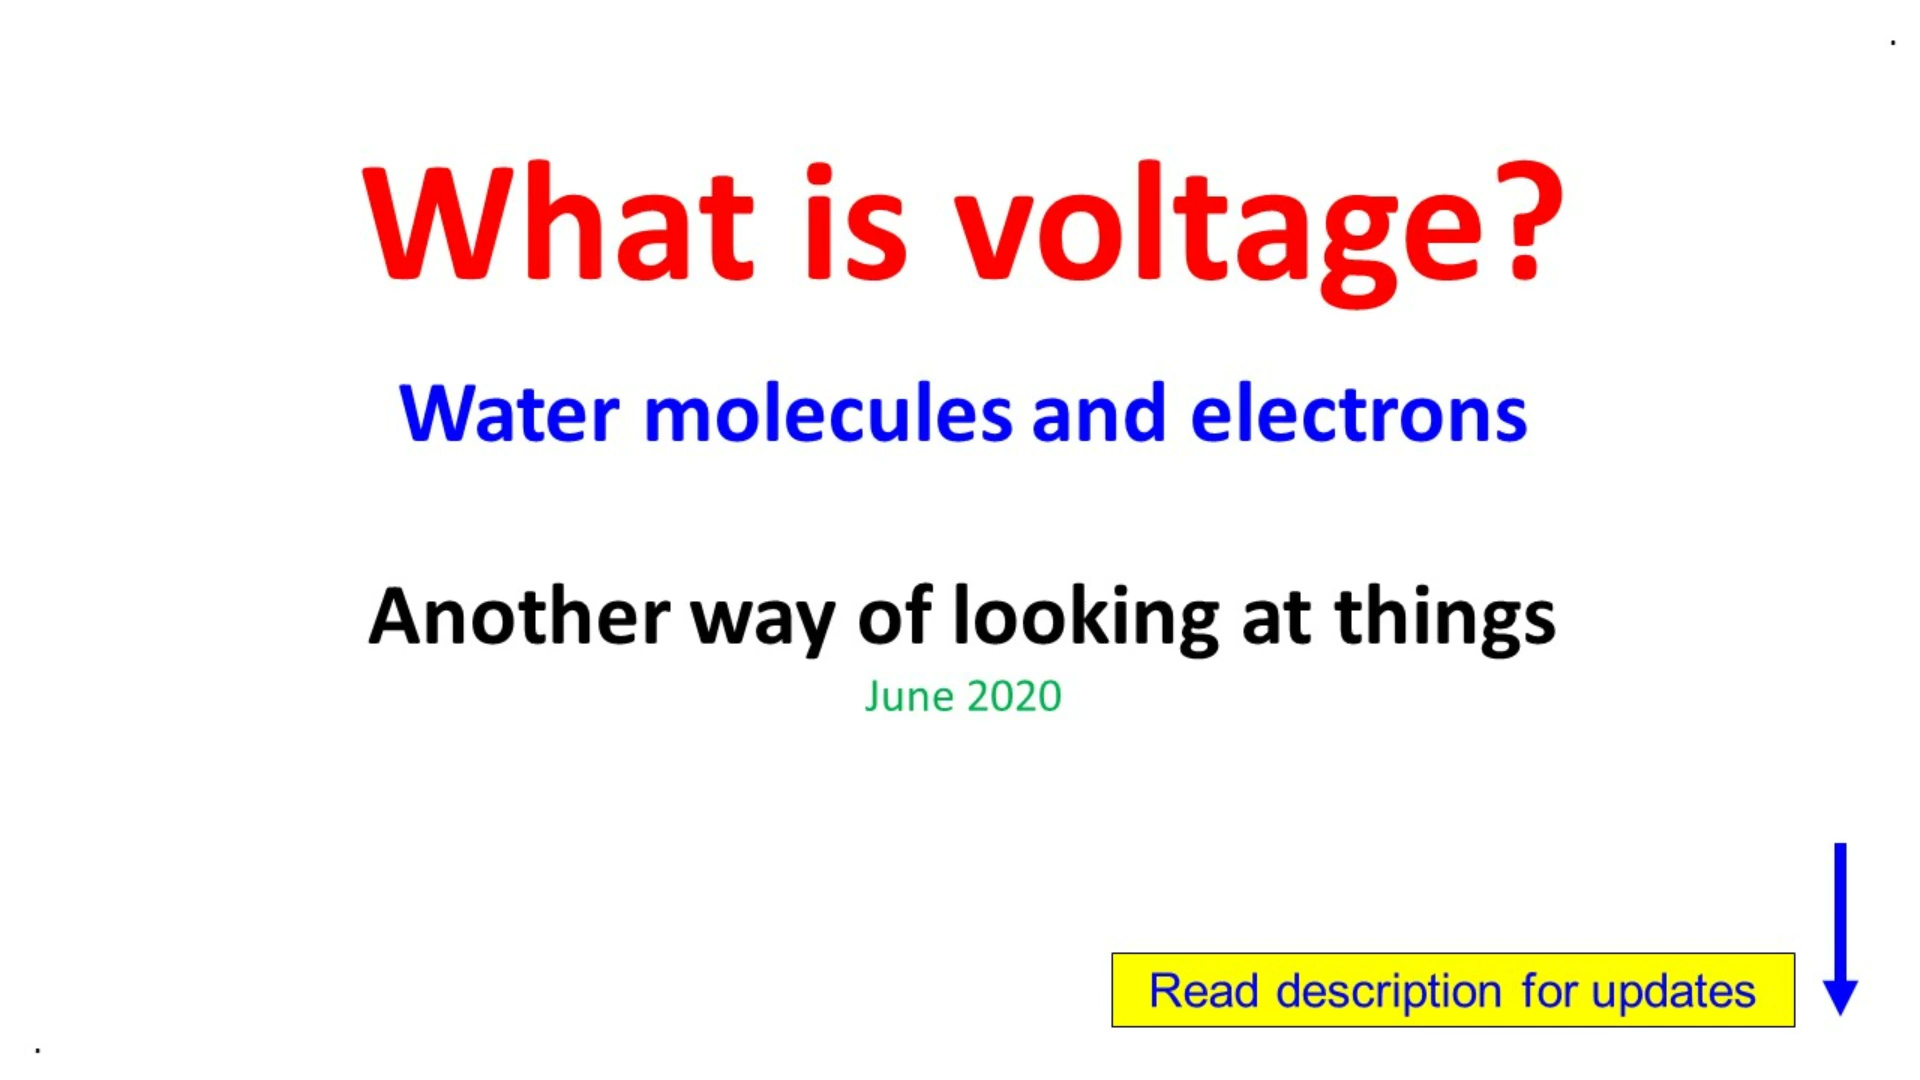 What is voltage?
Water molecules and electrons
Another way of looking at things
June 2020
Read description for updates